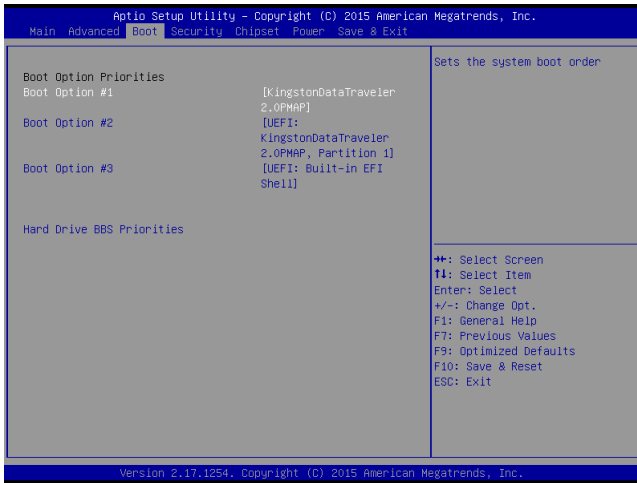 Aptio Setup Utility – Copyright (C) 2015 American Megatrends, Inc.
Main Advanced Boot Security Chipset Power Save & Exit
Boot Option Priorities
Boot Option #1 [KingstonDataTraveler
2.0PMAP]
Boot Option #2 [UEFI:
KingstonDataTraveler
2.0PMAP, Partition 1]
Boot Option #3 [UEFI: Built-in EFI
Shell]
Hard Drive BBS Priorities
Sets the system boot order
→←: Select Screen
↑↓: Select Item
Enter: Select
+/-: Change Opt.
F1: General Help
F7: Previous Values
F9: Optimized Defaults
F10: Save & Reset
ESC: Exit
Version 2.17.1254. Copyright (C) 2015 American Megatrends, Inc.